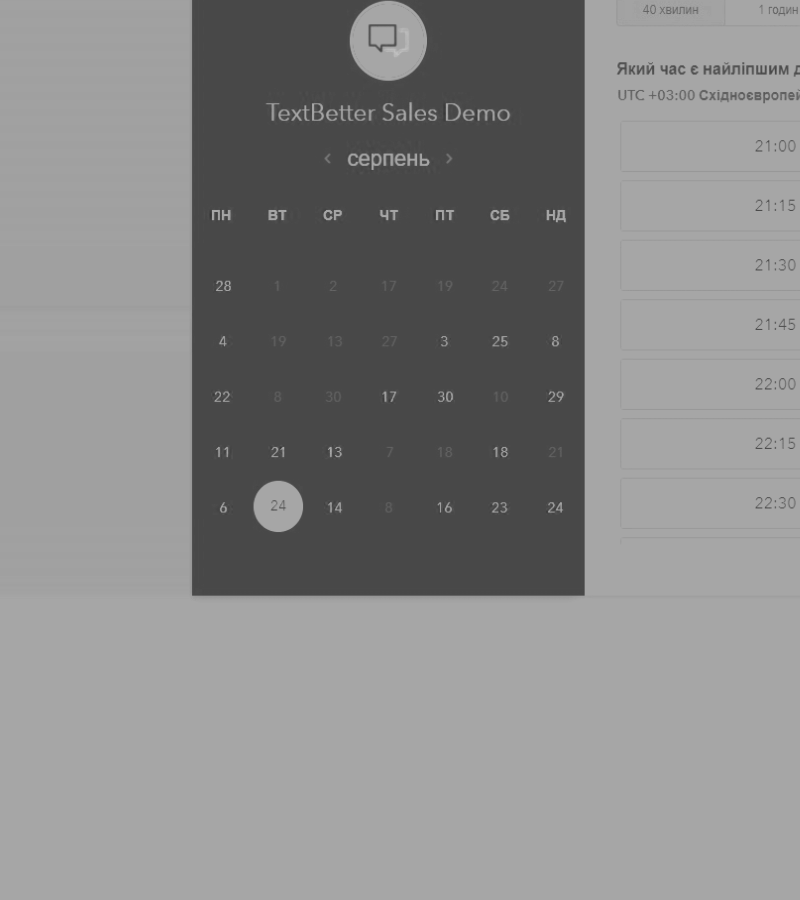 40 хвилин 1 годин
Який час є найліпшим д
UTC +03:00 Східноєвропей
TextBetter Sales Demo
‹ серпень ›
ПН ВТ СР ЧТ ПТ СБ НД
28 1 2 17 19 24 27
4 19 13 27 3 25 8
22 8 30 17 30 10 29
11 21 13 7 18 18 21
6 24 14 8 16 23 24
21:00
21:15
21:30
21:45
22:00
22:15
22:30